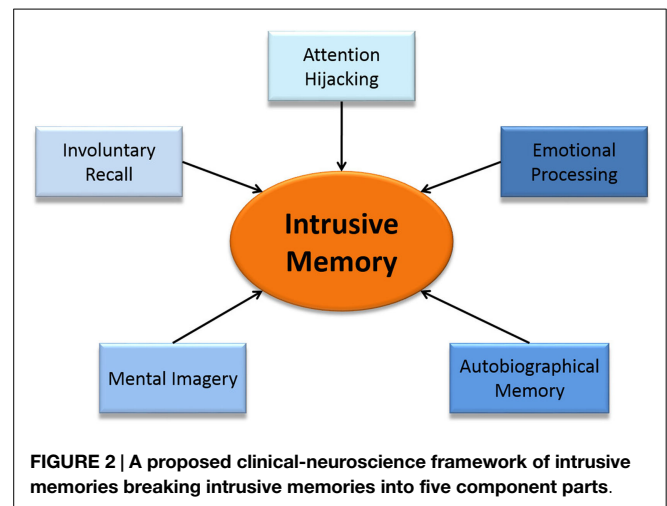 Attention
Hijacking
Involuntary
Recall
Emotional
Processing
Intrusive
Memory
Mental Imagery
Autobiographical
Memory
FIGURE 2 | A proposed clinical-neuroscience framework of intrusive
memories breaking intrusive memories into five component parts.